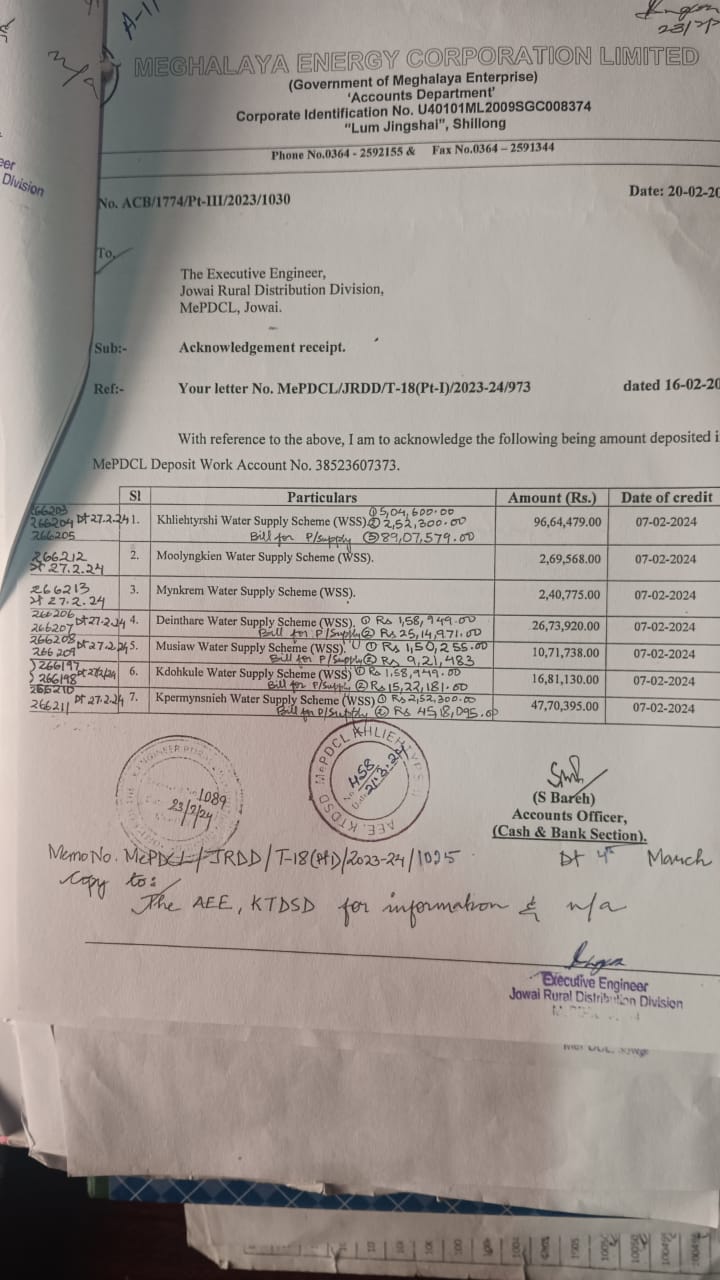 A-11
23/2/2
n/a
MEGHALAYA ENERGY CORPORATION LIMITED
(Government of Meghalaya Enterprise)
'Accounts Department'
Corporate Identification No. U40101ML2009SGC008374
"Lum Jingshai", Shillong
Phone No.0364 - 2592155 & Fax No.0364 – 2591344
eer
Division
No. ACB/1774/Pt-III/2023/1030 Date: 20-02-20
To,
The Executive Engineer,
Jowai Rural Distribution Division,
MePDCL, Jowai.
Sub:- Acknowledgement receipt.
Ref:- Your letter No. MePDCL/JRDD/T-18(Pt-I)/2023-24/973 dated 16-02-20
With reference to the above, I am to acknowledge the following being amount deposited i
MePDCL Deposit Work Account No. 38523607373.
Sl Particulars Amount (Rs.) Date of credit
266203 ① 5,04,600.00
266204 Dt 27.2.24 1. Khliehtyrshi Water Supply Scheme (WSS) ② 2,52,300.00 96,64,479.00 07-02-2024
266205 Bill for P/Supply ③ 89,07,579.00
266212 2. Moolyngkien Water Supply Scheme (WSS). 2,69,568.00 07-02-2024
Dt 27.2.24
266213 3. Mynkrem Water Supply Scheme (WSS). 2,40,775.00 07-02-2024
Dt 27.2.24
266206
266207 Dt 27.2.24 4. Deinthare Water Supply Scheme (WSS). ① Rs 1,58,949.00 26,73,920.00 07-02-2024
Bill for P/Supply ② Rs 25,14,971.00
266208
266209 Dt 27.2.24 5. Musiaw Water Supply Scheme (WSS). ① Rs 1,50,255.00 10,71,738.00 07-02-2024
Bill for P/Supply ② Rs 9,21,483
266197
266198 Dt 27/2/24 6. Kdohkule Water Supply Scheme (WSS) ① Rs 1,58,949.00 16,81,130.00 07-02-2024
Bill for P/Supply ② Rs 15,22,181.00
266210
266211 Dt 27.2.24 7. Kpermynsnieh Water Supply Scheme (WSS) ① Rs 2,52,300.00 47,70,395.00 07-02-2024
Bill for P/Supply ② Rs 45,18,095.00
1089
23/2/24
MePDCL KHLIEHTYRSHI
No 458
Date 21.3.24
AEE, KTDSD
(S Bareh)
Accounts Officer,
(Cash & Bank Section).
Memo No. MePDCL/JRDD/T-18(Pt I)/2023-24/1095 Dt 4th March
Copy to:
The AEE, KTDSD for information & n/a
Executive Engineer
Jowai Rural Distribution Division